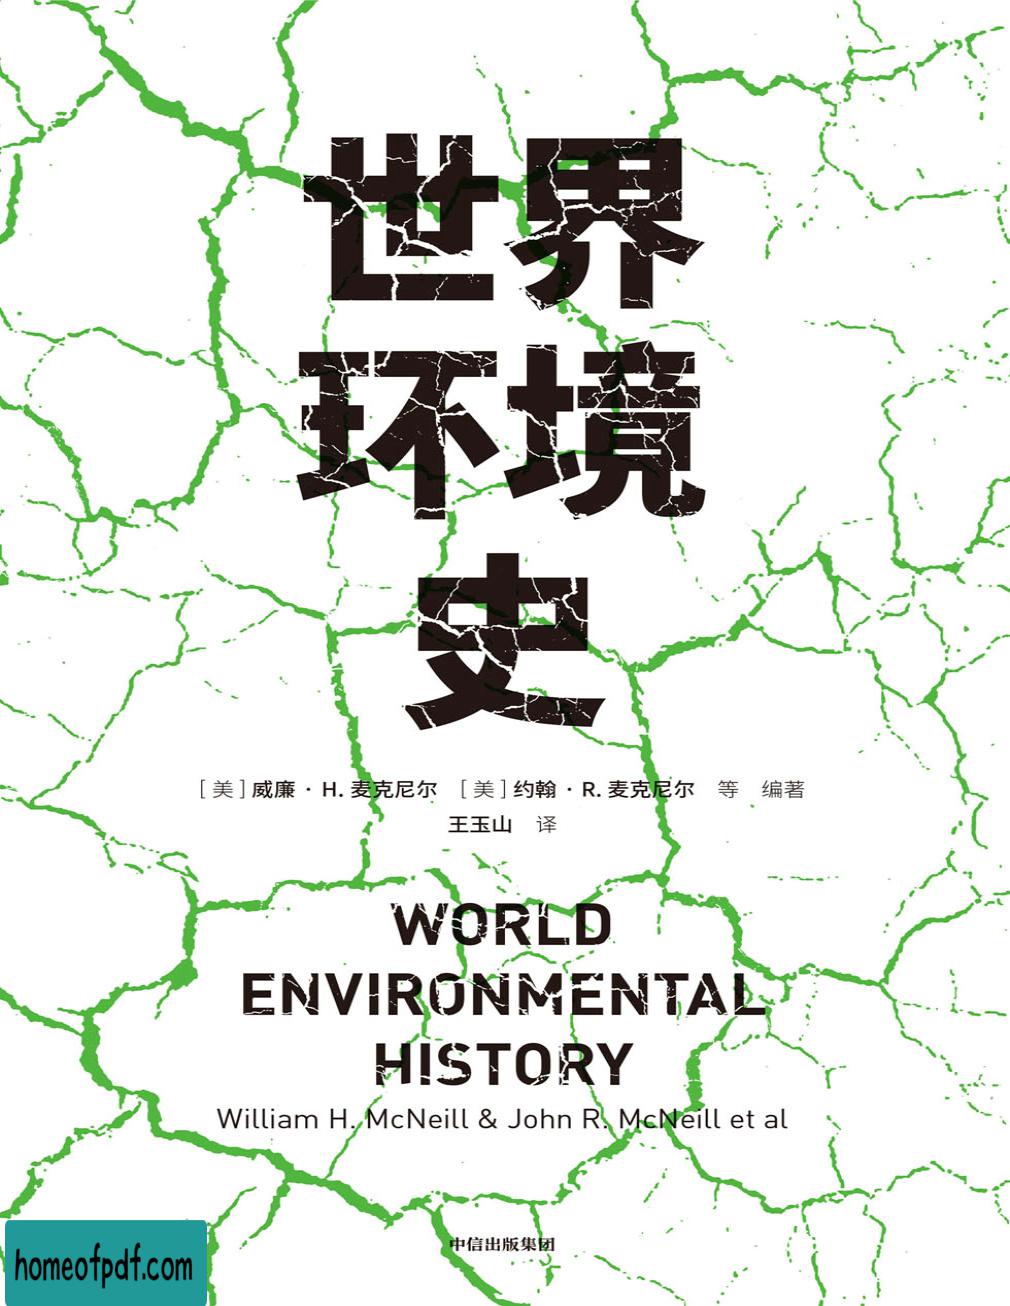 世界
环境
史
[美]威廉·H.麦克尼尔 [美]约翰·R.麦克尼尔 等 编著
王玉山 译
WORLD
ENVIRONMENTAL
HISTORY
William H. McNeill & John R. McNeill et al
中信出版集团
homeofpdf.com